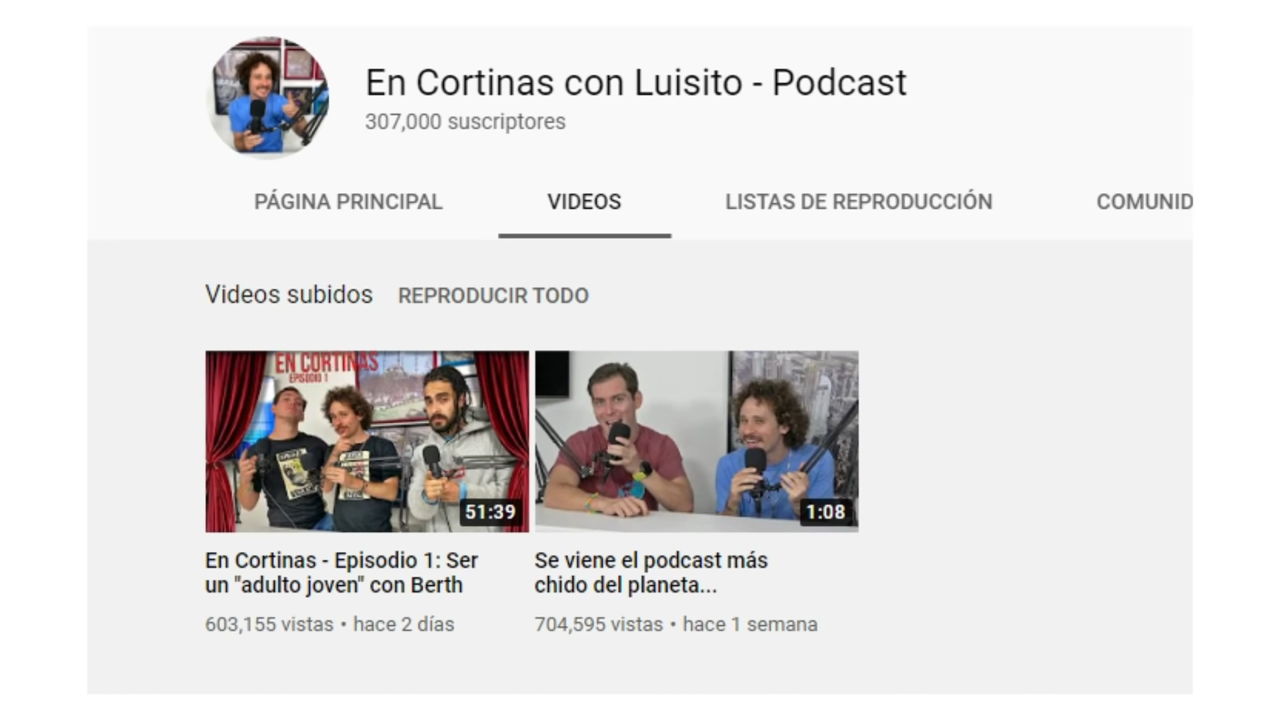 En Cortinas con Luisito - Podcast
307,000 suscriptores
PÁGINA PRINCIPAL VIDEOS LISTAS DE REPRODUCCIÓN COMUNID
Videos subidos REPRODUCIR TODO
EN CORTINAS
EPISODIO 1
51:39
1:08
En Cortinas - Episodio 1: Ser
un "adulto joven" con Berth
603,155 vistas • hace 2 días
Se viene el podcast más
chido del planeta...
704,595 vistas • hace 1 semana